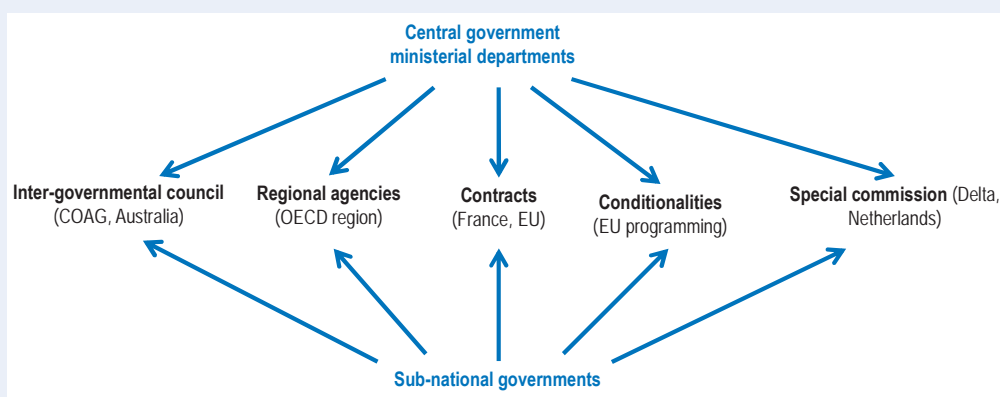 Central government
ministerial departments
Inter-governmental council
(COAG, Australia)
Regional agencies
(OECD region)
Contracts
(France, EU)
Conditionalities
(EU programming)
Special commission (Delta,
Netherlands)
Sub-national governments